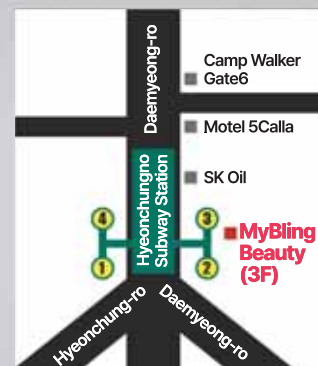 Daemyeong-ro
Camp Walker
Gate6
Motel 5Calla
Hyeonchungno
Subway Station
SK Oil
4
3
1
2
MyBling
Beauty
(3F)
Hyeonchung-ro
Daemyeong-ro